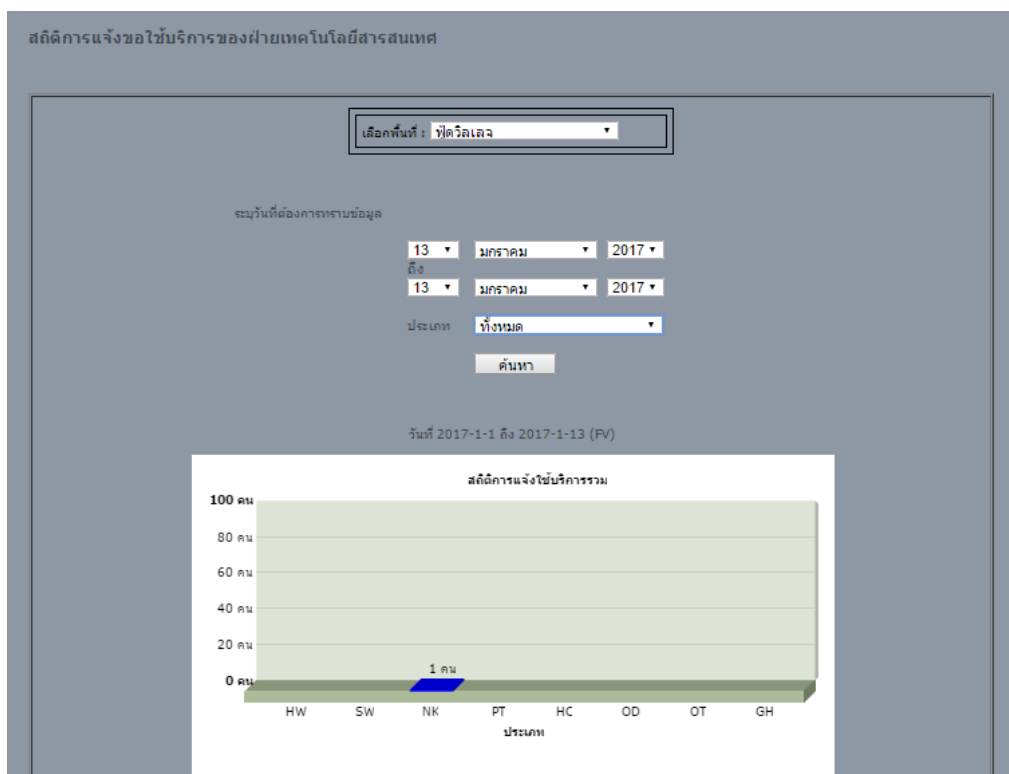 สถิติการแจ้งขอใช้บริการของฝ่ายเทคโนโลยีสารสนเทศ
เลือกพื้นที่ : ฟู้ดวิลเลจ
ระบุวันที่ต้องการทราบข้อมูล
13 มกราคม 2017
ถึง
13 มกราคม 2017
ประเภท ทั้งหมด
ค้นหา
วันที่ 2017-1-1 ถึง 2017-1-13 (FV)
สถิติการแจ้งใช้บริการรวม
100 คน
80 คน
60 คน
40 คน
20 คน
0 คน
1 คน
HW SW NK PT HC OD OT GH
ประเภท